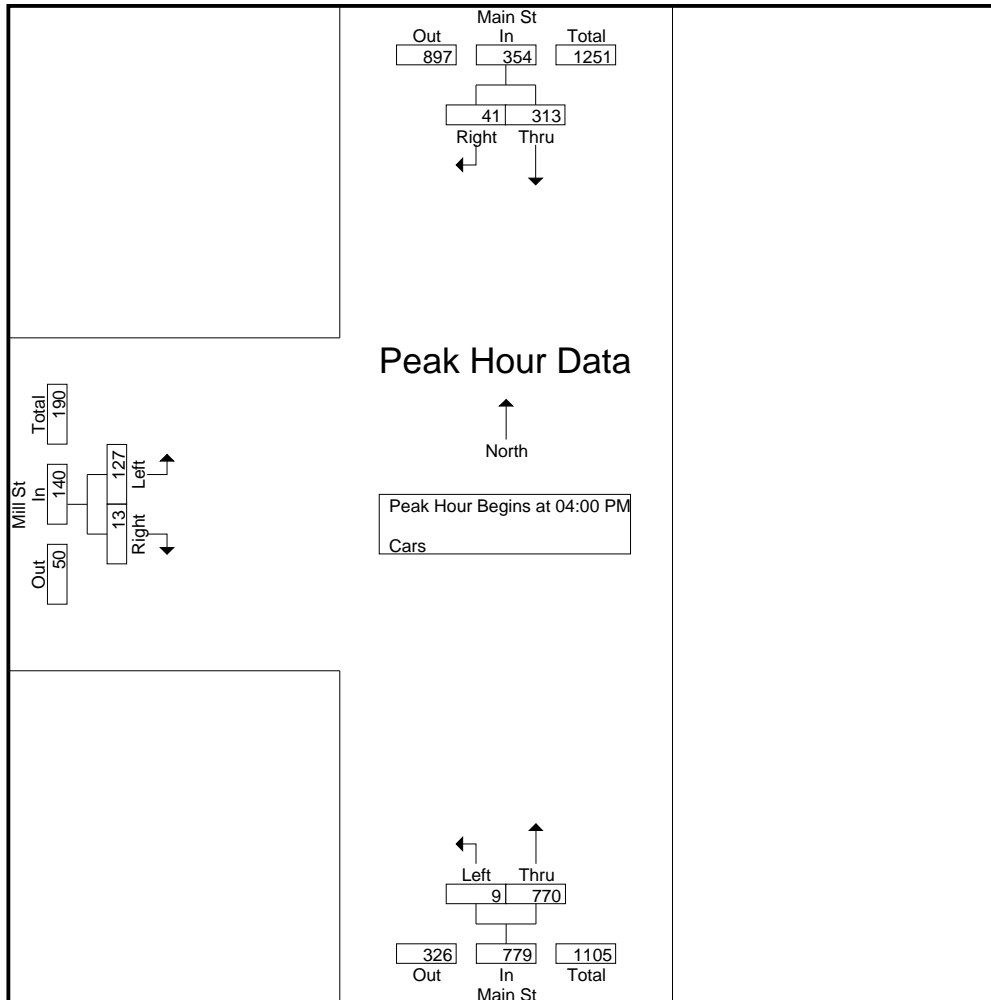 Main St
Out In Total
897 354 1251
41 313
Right Thru
Peak Hour Data
North
Peak Hour Begins at 04:00 PM
Cars
Mill St
Out In Total
50 140 190
13 127
Right Left
Left Thru
9 770
326 779 1105
Out In Total
Main St